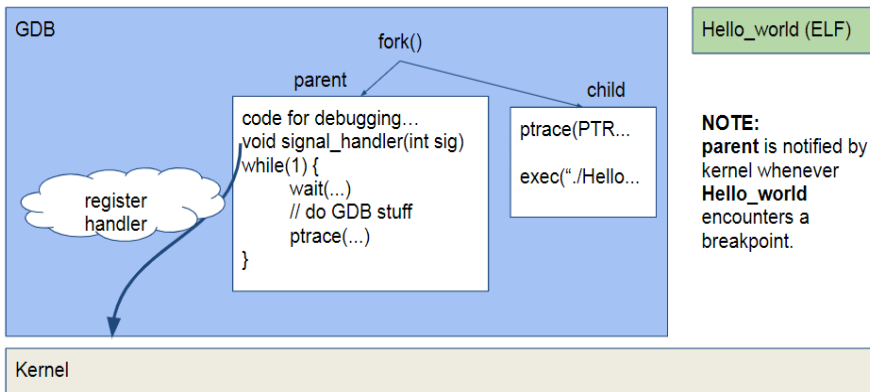 GDB
fork()
parent
child
code for debugging...
void signal_handler(int sig)
while(1) {
wait(...)
// do GDB stuff
ptrace(...)
}
ptrace(PTR...
exec(“./Hello...
register
handler
Hello_world (ELF)
NOTE:
parent is notified by
kernel whenever
Hello_world
encounters a
breakpoint.
Kernel